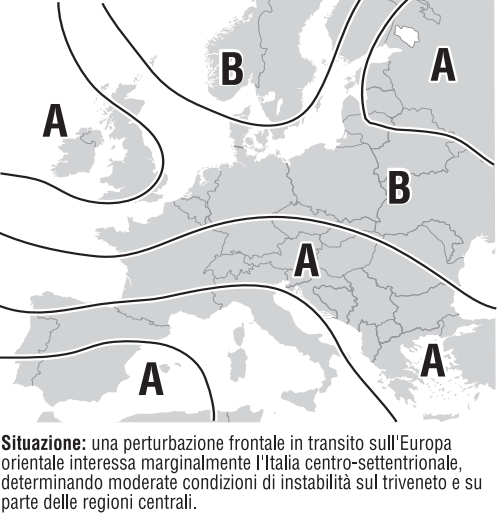 B
A
A
B
A
A
A
Situazione: una perturbazione frontale in transito sull'Europa
orientale interessa marginalmente l'Italia centro-settentrionale,
determinando moderate condizioni di instabilità sul triveneto e su
parte delle regioni centrali.